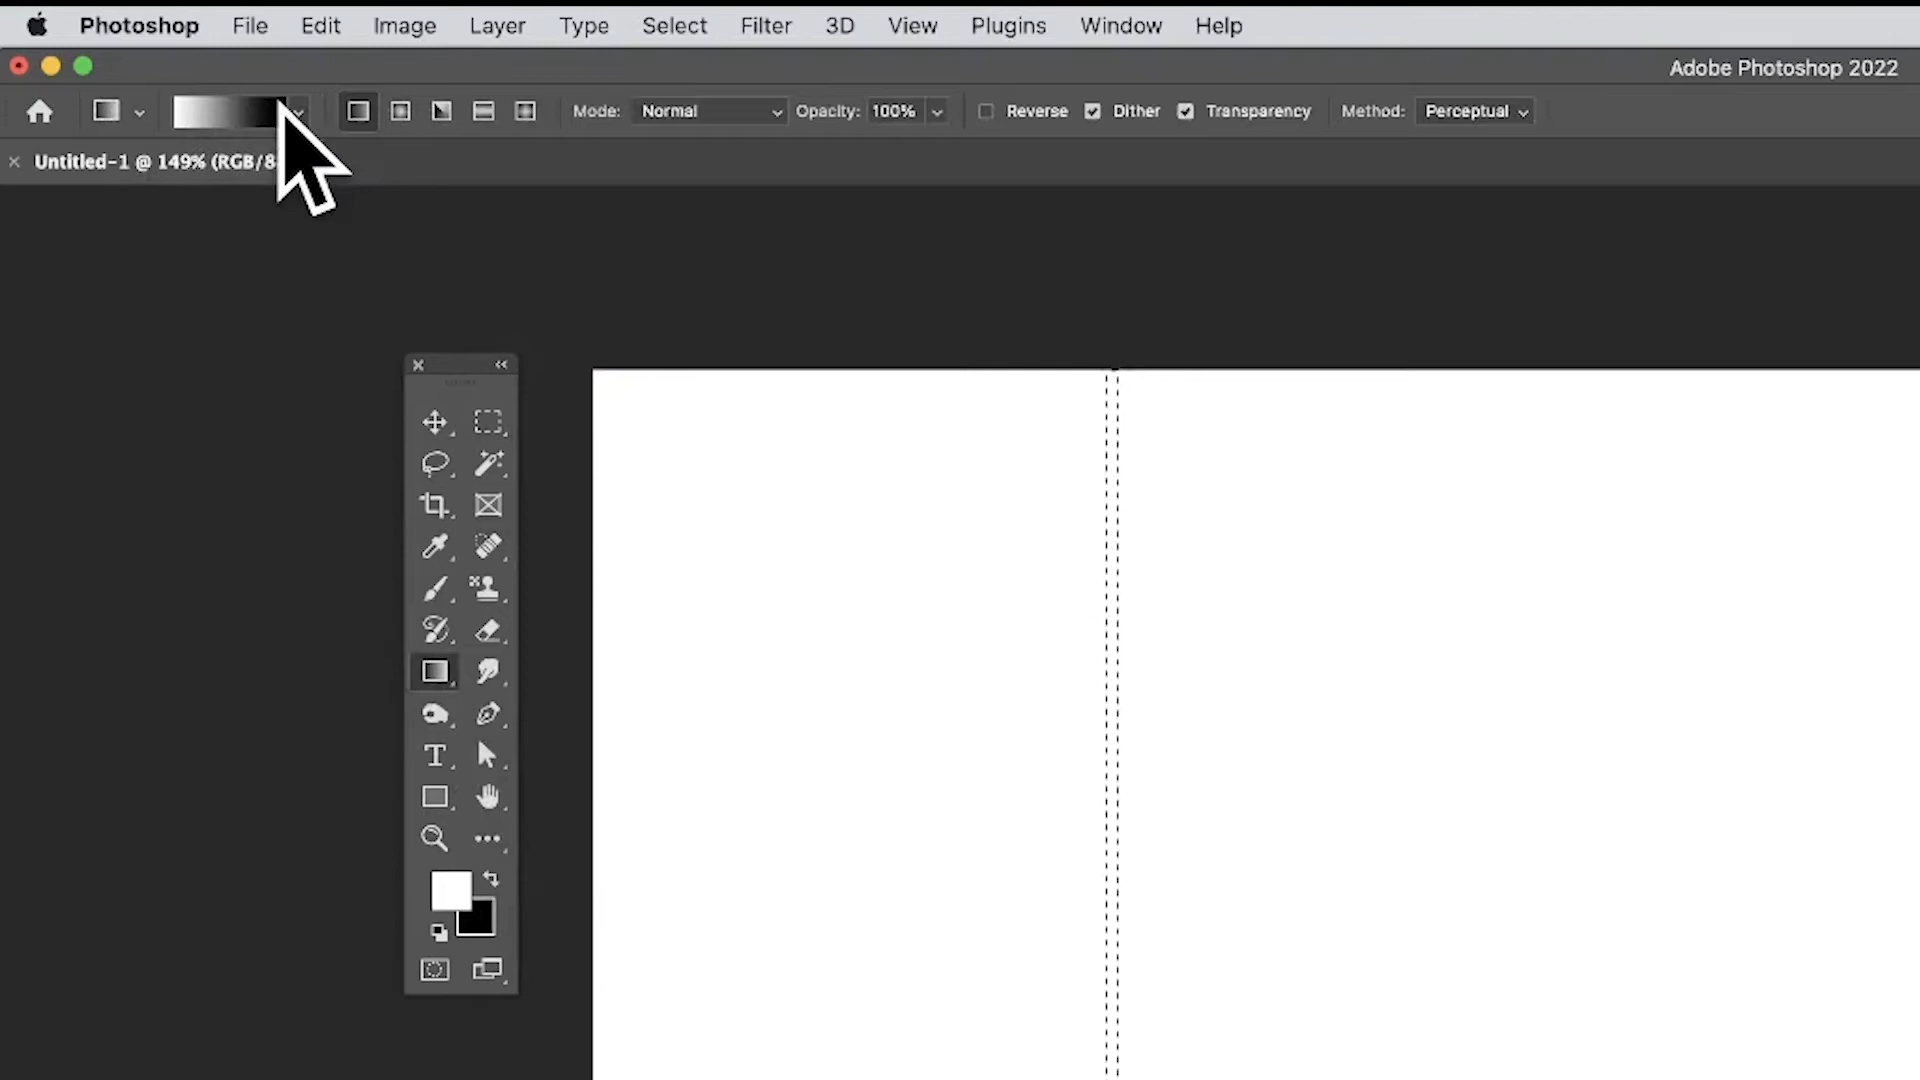 Photoshop File Edit Image Layer Type Select Filter 3D View Plugins Window Help
Adobe Photoshop 2022
Mode: Normal Opacity: 100% Reverse Dither Transparency Method: Perceptual
Untitled-1 @ 149% (RGB/8